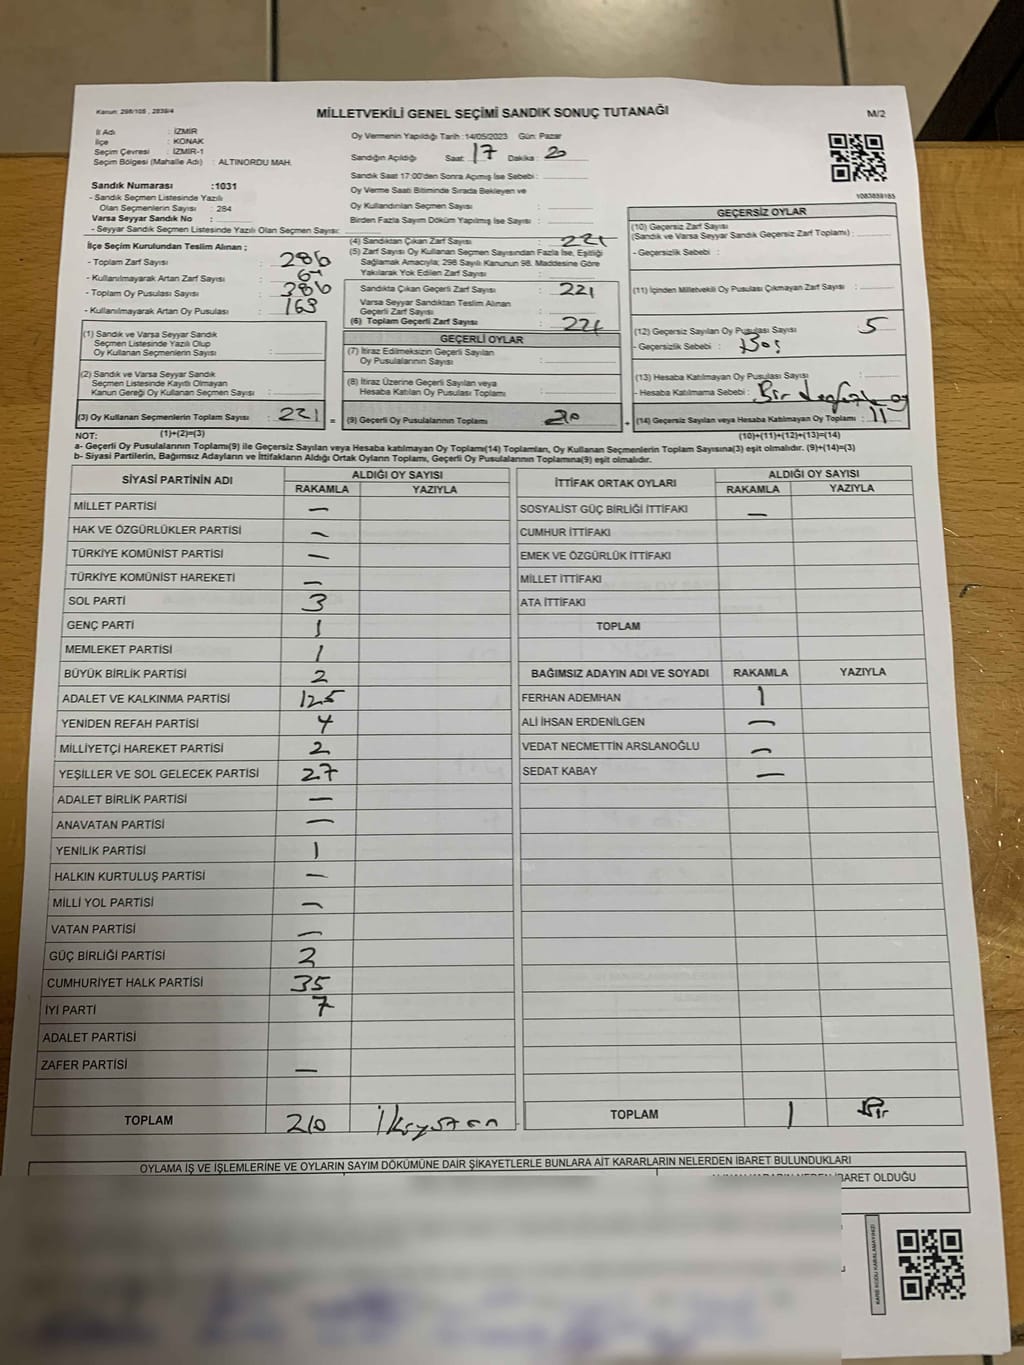 Kanun: 298/105 , 2839/4
MİLLETVEKİLİ GENEL SEÇİMİ SANDIK SONUÇ TUTANAĞI
M/2
İl Adı : İZMİR
İlçe : KONAK
Seçim Çevresi : İZMİR-1
Seçim Bölgesi (Mahalle Adı) : ALTINORDU MAH.
Oy Vermenin Yapıldığı Tarih :14/05/2023 Gün: Pazar
Sandığın Açıldığı Saat: 17 Dakika : 20
Sandık Saat 17:00'den Sonra Açımış İse Sebebi :
Oy Verme Saati Bitiminde Sırada Bekleyen ve
Oy Kullandırılan Seçmen Sayısı :
Birden Fazla Sayım Döküm Yapılmış İse Sayısı :
1083859185
Sandık Numarası :1031
- Sandık Seçmen Listesinde Yazılı
Olan Seçmenlerin Sayısı : 284
Varsa Seyyar Sandık No :
- Seyyar Sandık Seçmen Listesinde Yazılı Olan Seçmen Sayısı:
İlçe Seçim Kurulundan Teslim Alınan ;
- Toplam Zarf Sayısı : 286
- Kullanılmayarak Artan Zarf Sayısı :
- Toplam Oy Pusulası Sayısı : 386
- Kullanılmayarak Artan Oy Pusulası : 163
(1) Sandık ve Varsa Seyyar Sandık
Seçmen Listesinde Yazılı Olup
Oy Kullanan Seçmenlerin Sayısı :
(2) Sandık ve Varsa Seyyar Sandık
Seçmen Listesinde Kayıtlı Olmayan
Kanun Gereği Oy Kullanan Seçmen Sayısı :
(3) Oy Kullanan Seçmenlerin Toplam Sayısı : 221
(1)+(2)=(3)
(4) Sandıktan Çıkan Zarf Sayısı : 221
(5) Zarf Sayısı Oy Kullanan Seçmen Sayısından Fazla İse, Eşitliği
Sağlamak Amacıyla; 298 Sayılı Kanunun 98. Maddesine Göre
Yakılarak Yok Edilen Zarf Sayısı :
Sandıkta Çıkan Geçerli Zarf Sayısı : 221
Varsa Seyyar Sandıktan Teslim Alınan
Geçerli Zarf Sayısı :
(6) Toplam Geçerli Zarf Sayısı : 221
GEÇERLİ OYLAR
(7) İtiraz Edilmeksizin Geçerli Sayılan
Oy Pusulalarının Sayısı :
(8) İtiraz Üzerine Geçerli Sayılan veya
Hesaba Katılan Oy Pusulası Toplamı :
= (9) Geçerli Oy Pusulalarının Toplamı : 210
GEÇERSİZ OYLAR
(10) Geçersiz Zarf Sayısı
(Sandık ve Varsa Seyyar Sandık Geçersiz Zarf Toplamı) :
- Geçersizlik Sebebi :
(11) İçinden Milletvekili Oy Pusulası Çıkmayan Zarf Sayısı :
(12) Geçersiz Sayılan Oy Pusulası Sayısı : 5
- Geçersizlik Sebebi : Boş
(13) Hesaba Katılmayan Oy Pusulası Sayısı :
- Hesaba Katılmama Sebebi : Bir
+ (14) Geçersiz Sayılan veya Hesaba Katılmayan Oy Toplamı : 11
(10)+(11)+(12)+(13)=(14)
NOT:
a- Geçerli Oy Pusulalarının Toplamı(9) ile Geçersiz Sayılan veya Hesaba katılmayan Oy Toplamı(14) Toplamları, Oy Kullanan Seçmenlerin Toplam Sayısına(3) eşit olmalıdır. (9)+(14)=(3)
b- Siyasi Partilerin, Bağımsız Adayların ve İttifakların Aldığı Ortak Oyların Toplamı, Geçerli Oy Pusulalarının Toplamına(9) eşit olmalıdır.
SİYASİ PARTİNİN ADI ALDIĞI OY SAYISI
RAKAMLA YAZIYLA
MİLLET PARTİSİ —
HAK VE ÖZGÜRLÜKLER PARTİSİ —
TÜRKİYE KOMÜNİST PARTİSİ —
TÜRKİYE KOMÜNİST HAREKETİ —
SOL PARTİ 3
GENÇ PARTİ 1
MEMLEKET PARTİSİ 1
BÜYÜK BİRLİK PARTİSİ 2
ADALET VE KALKINMA PARTİSİ 125
YENİDEN REFAH PARTİSİ 4
MİLLİYETÇİ HAREKET PARTİSİ 2
YEŞİLLER VE SOL GELECEK PARTİSİ 27
ADALET BİRLİK PARTİSİ —
ANAVATAN PARTİSİ —
YENİLİK PARTİSİ 1
HALKIN KURTULUŞ PARTİSİ —
MİLLİ YOL PARTİSİ —
VATAN PARTİSİ —
GÜÇ BİRLİĞİ PARTİSİ 2
CUMHURİYET HALK PARTİSİ 35
İYİ PARTİ 7
ADALET PARTİSİ
ZAFER PARTİSİ —
TOPLAM 210 İkiyüzon
İTTİFAK ORTAK OYLARI ALDIĞI OY SAYISI
RAKAMLA YAZIYLA
SOSYALİST GÜÇ BİRLİĞİ İTTİFAKI —
CUMHUR İTTİFAKI
EMEK VE ÖZGÜRLÜK İTTİFAKI
MİLLET İTTİFAKI
ATA İTTİFAKI
TOPLAM
BAĞIMSIZ ADAYIN ADI VE SOYADI RAKAMLA YAZIYLA
FERHAN ADEMHAN 1
ALİ İHSAN ERDENİLGEN —
VEDAT NECMETTİN ARSLANOĞLU —
SEDAT KABAY —
TOPLAM 1 Bir
OYLAMA İŞ VE İŞLEMLERİNE VE OYLARIN SAYIM DÖKÜMÜNE DAİR ŞİKAYETLERLE BUNLARA AİT KARARLARIN NELERDEN İBARET BULUNDUKLARI
İBARET OLDUĞU
KARE KODU KARALAMAYINIZ!